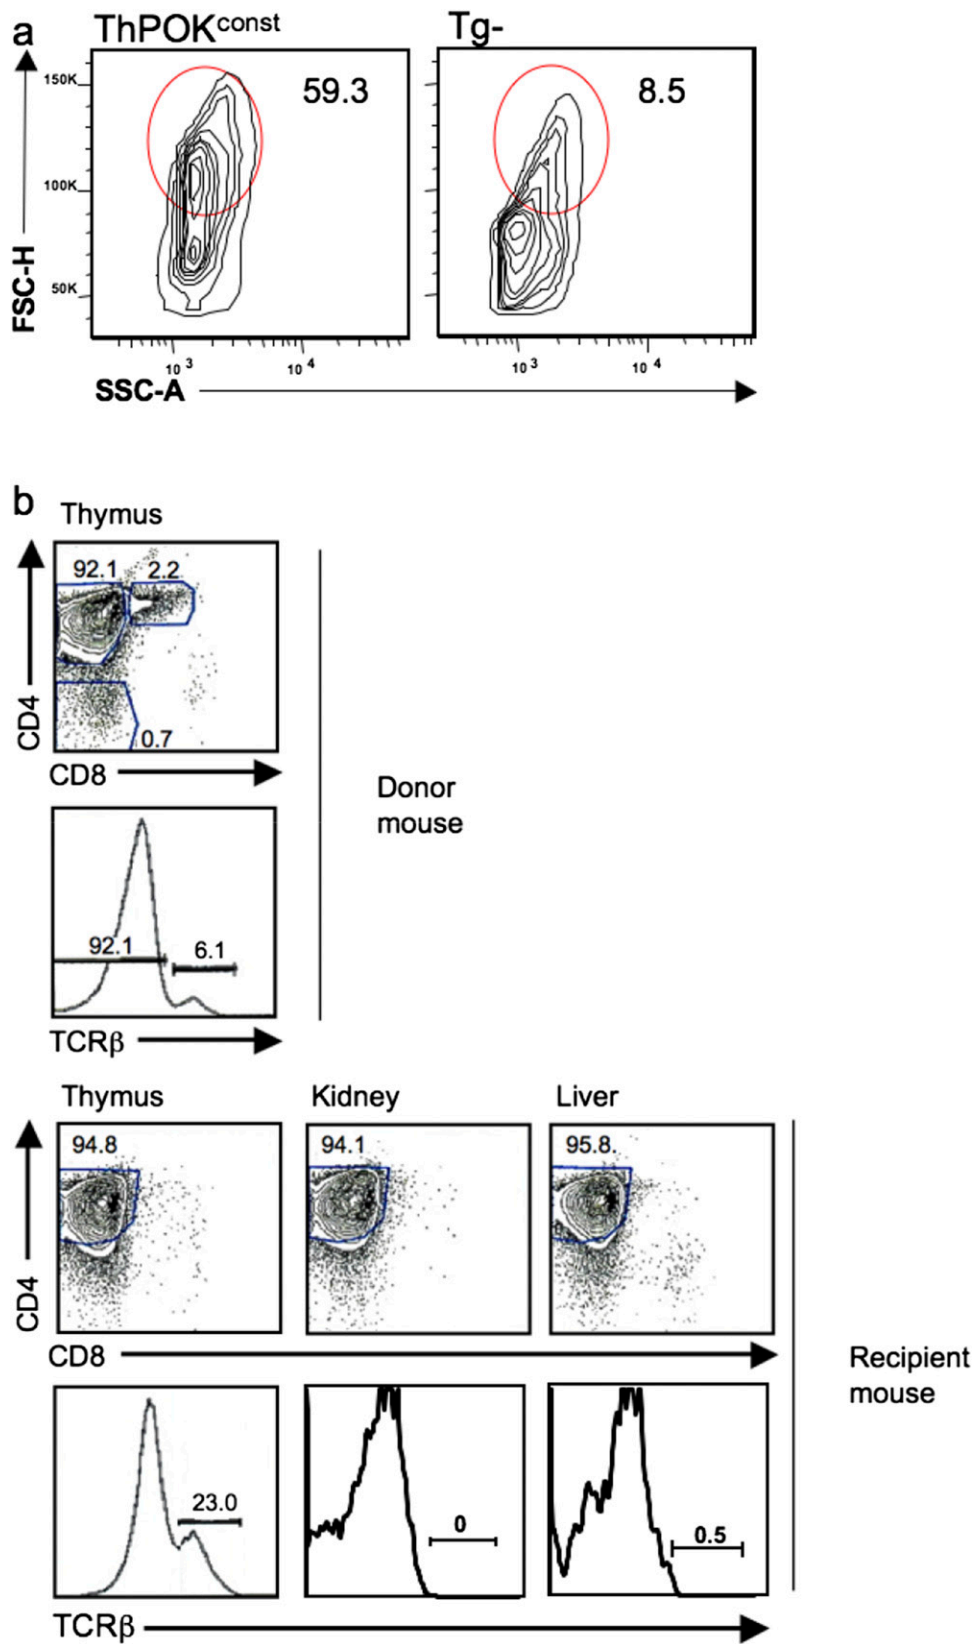 a
ThPOKconst
Tg-
150K
100K
50K
59.3
8.5
FSC-H
10 3
10 4
10 3
10 4
SSC-A
b
Thymus
92.1
2.2
0.7
CD4
CD8
92.1
6.1
TCRβ
Donor
mouse
Thymus
Kidney
Liver
94.8
94.1
95.8.
CD4
CD8
Recipient
mouse
23.0
0
0.5
TCRβ